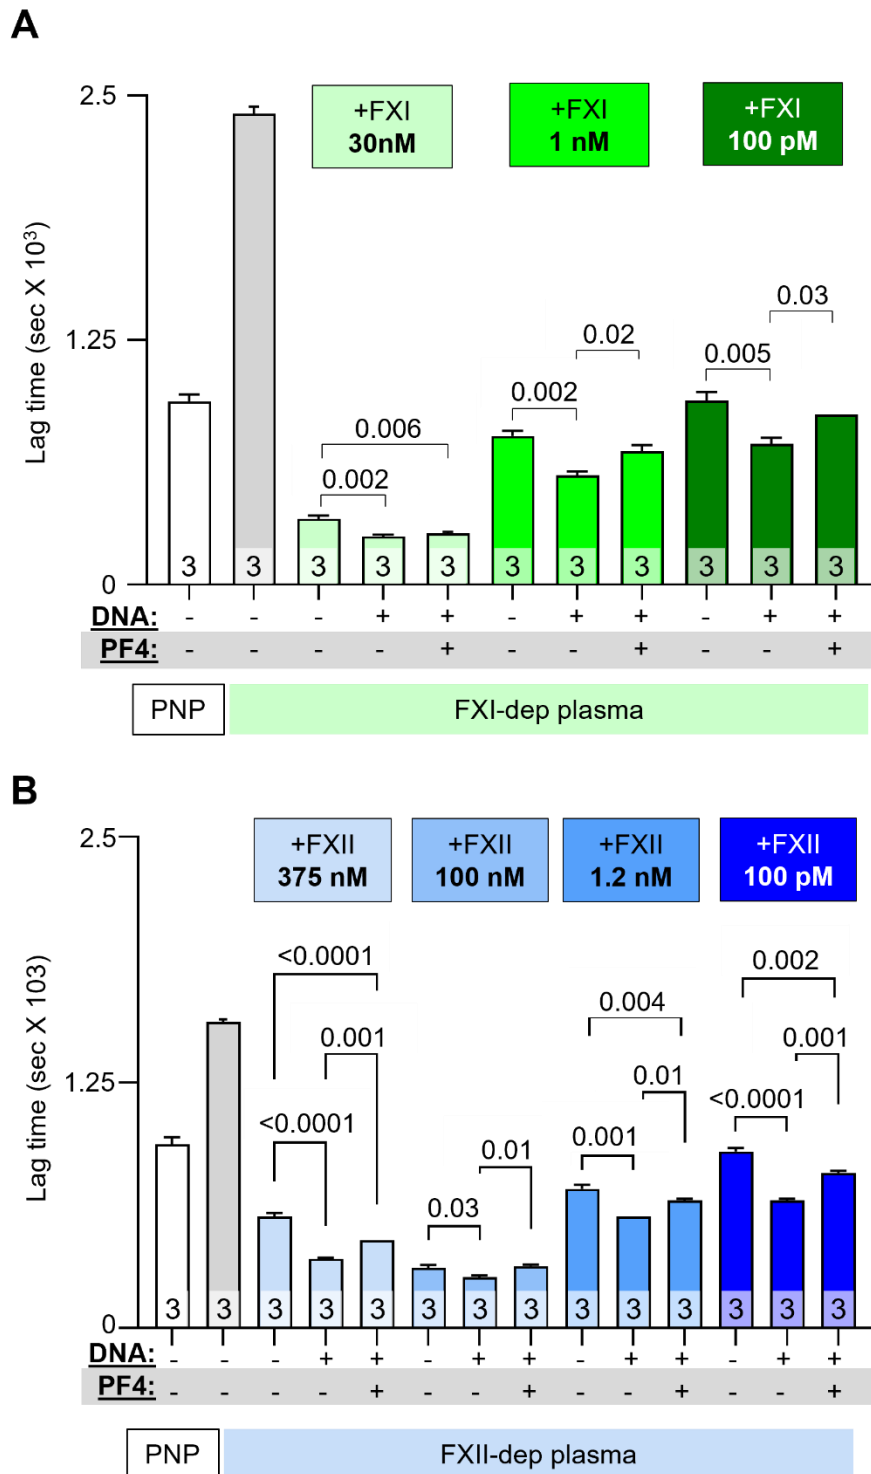 A
2.5
+FXI +FXI +FXI
30nM 1 nM 100 pM
Lag time (sec X 10³)
1.25
0.03
0.02
0.005
0.002
0.006
0.002
0
3 3 3 3 3 3 3 3 3 3 3
DNA: - - - + + - + + - + +
PF4: - - - - + - - + - - +
PNP FXI-dep plasma
B
2.5
+FXII +FXII +FXII +FXII
375 nM 100 nM 1.2 nM 100 pM
Lag time (sec X 103)
<0.0001 0.002
0.004
0.001 0.001
1.25
0.01
<0.0001 <0.0001
0.01 0.001
0.03
0
3 3 3 3 3 3 3 3 3 3 3 3 3 3
DNA: - - - + + - + + - + + - + +
PF4: - - - - + - - + - - + - - +
PNP FXII-dep plasma